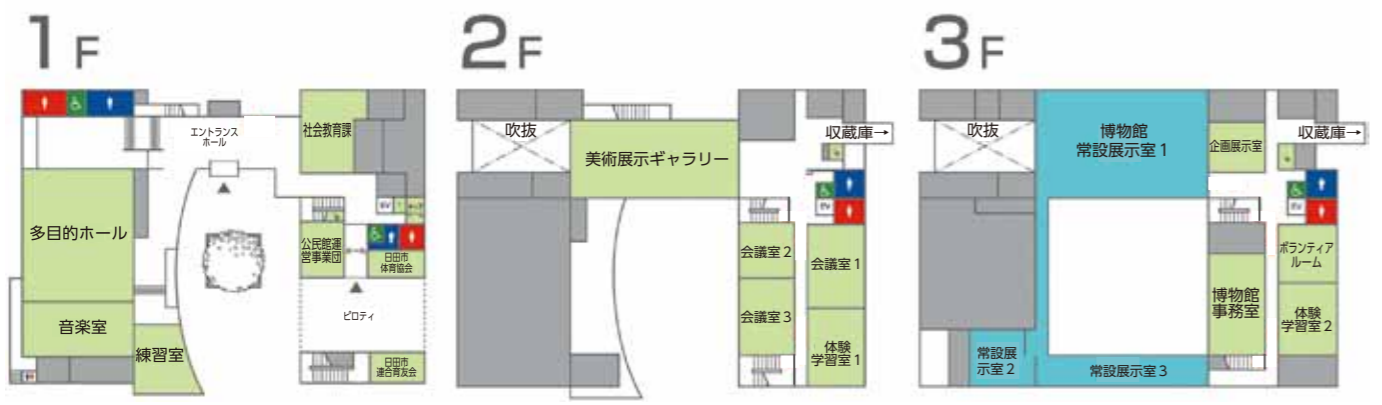 1F
エントランス
ホール
社会教育課
多目的ホール
EV
公民館運
営事業団
日田市
体育協会
ピロティ
音楽室
練習室
日田市
連合育友会
2F
吹抜
美術展示ギャラリー
収蔵庫→
EV
会議室2
会議室1
会議室3
体験
学習室1
3F
吹抜
博物館
常設展示室1
企画展示室
収蔵庫→
EV
ボランティア
ルーム
博物館
事務室
体験
学習室2
常設展
示室2
常設展示室3